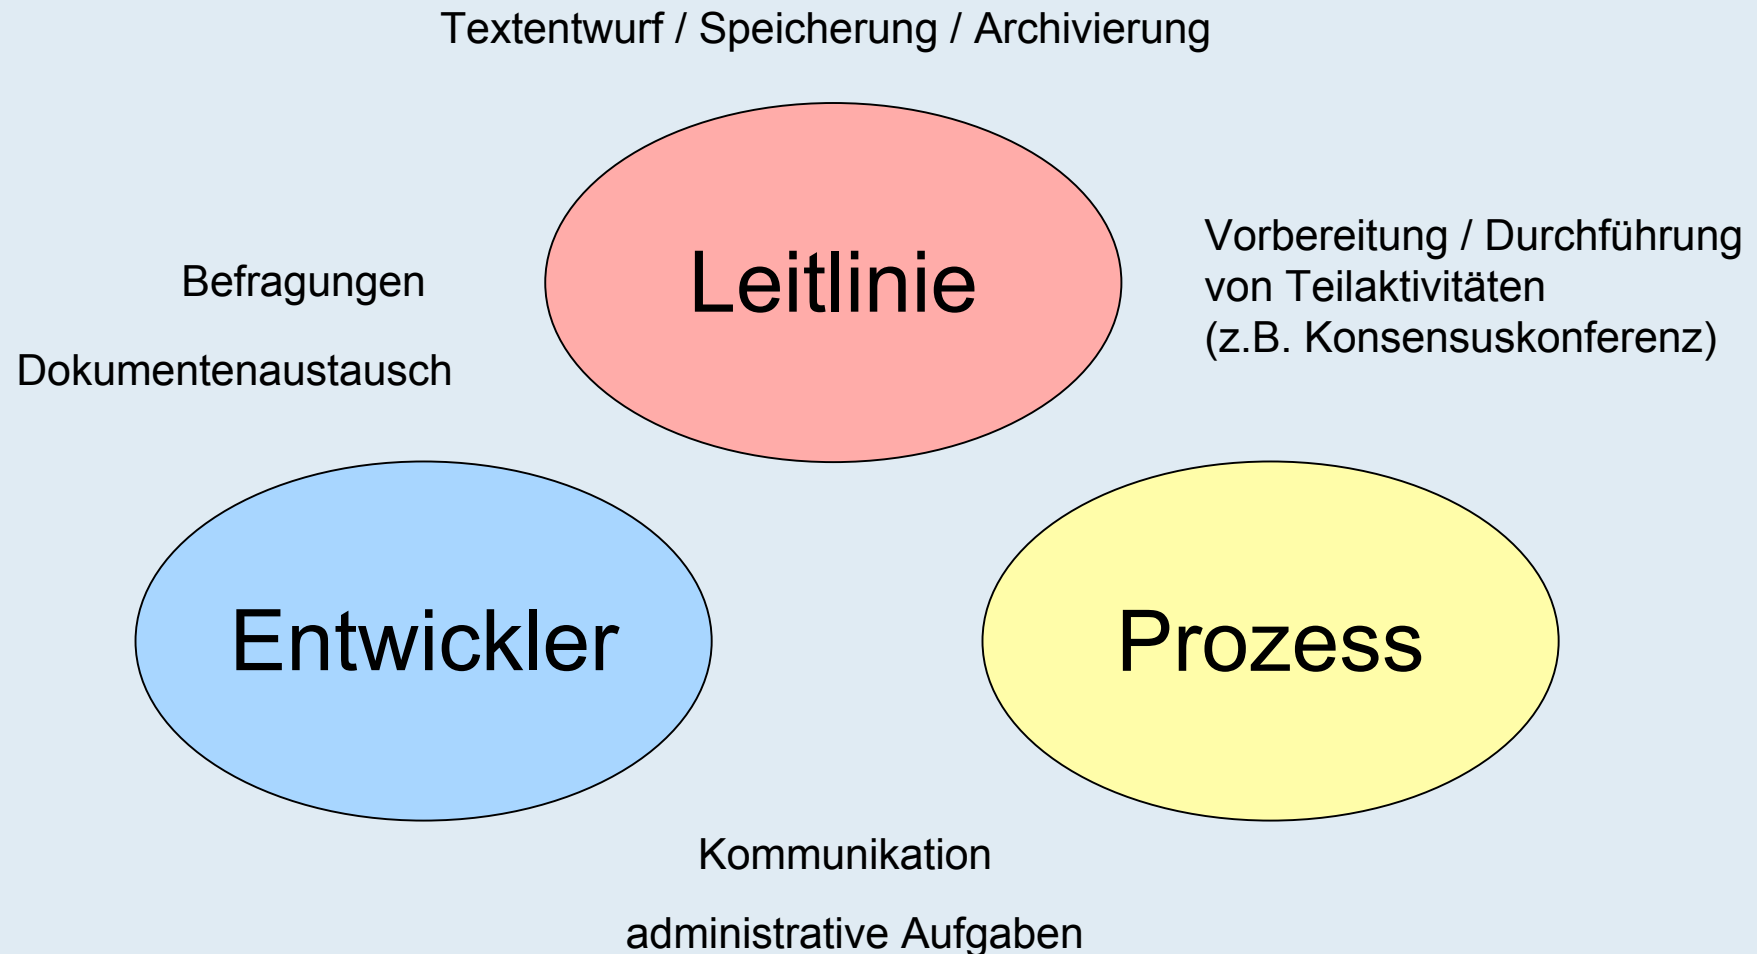 Textentwurf / Speicherung / Archivierung
Leitlinie
Vorbereitung / Durchführung
von Teilaktivitäten
(z.B. Konsensuskonferenz)
Befragungen
Dokumentenaustausch
Entwickler
Prozess
Kommunikation
administrative Aufgaben